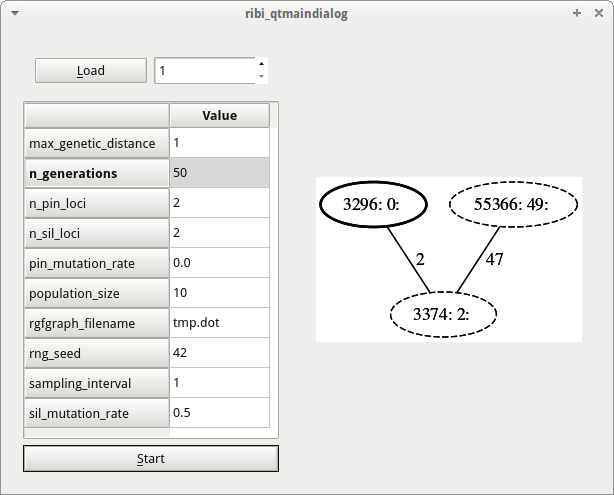 ribi_qtmaindialog
Load
1
Value
max_genetic_distance 1
n_generations 50
n_pin_loci 2
n_sil_loci 2
pin_mutation_rate 0.0
population_size 10
rgfgraph_filename tmp.dot
rng_seed 42
sampling_interval 1
sil_mutation_rate 0.5
Start
3296: 0:
55366: 49:
2
47
3374: 2: